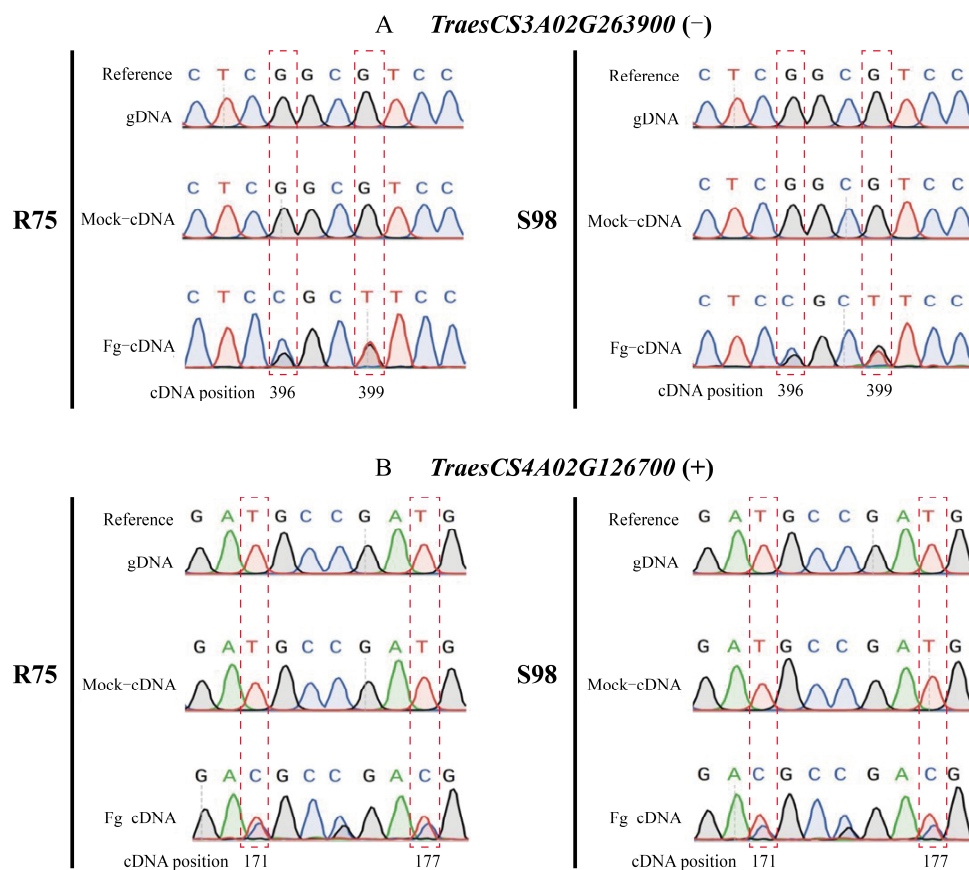 A TraesCS3A02G263900 (−)
R75
Reference C T C G G C G T C C
gDNA
Mock−cDNA C T C G G C G T C C
Fg−cDNA C T C C G C T T C C
cDNA position 396 399
S98
Reference C T C G G C G T C C
gDNA
Mock−cDNA C T C G G C G T C C
Fg−cDNA C T C C G C T T C C
cDNA position 396 399
B TraesCS4A02G126700 (+)
R75
Reference G A T G C C G A T G
gDNA
Mock−cDNA G A T G C C G A T G
Fg cDNA G A C G C C G A C G
cDNA position 171 177
S98
Reference G A T G C C G A T G
gDNA
Mock−cDNA G A T G C C G A T G
Fg cDNA G A C G C C G A C G
cDNA position 171 177